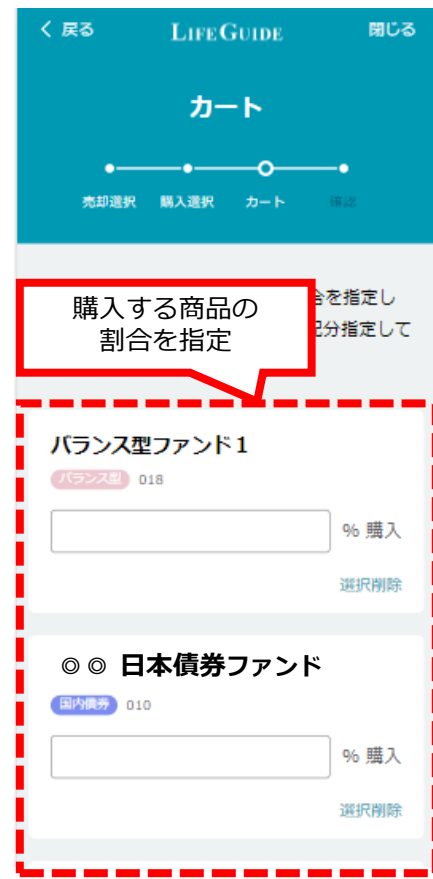 戻る
LIFEGUIDE
閉じる
カート
売却選択 購入選択 カート 確認
合を指定し
配分指定して
購入する商品の
割合を指定
バランス型ファンド1
バランス型 018
% 購入
選択削除
◎◎ 日本債券ファンド
国内債券 010
% 購入
選択削除